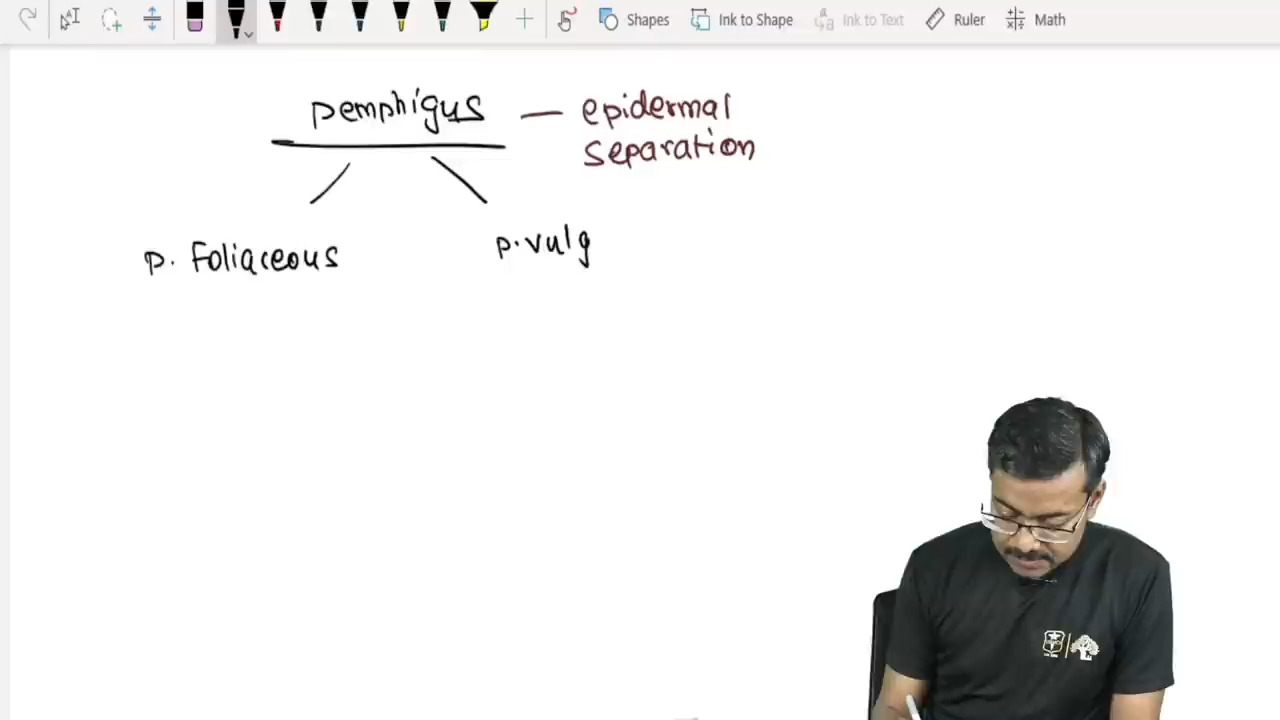 Shapes Ink to Shape Ink to Text Ruler Math
pemphigus — epidermal
separation
p. Foliaceous p. vulg